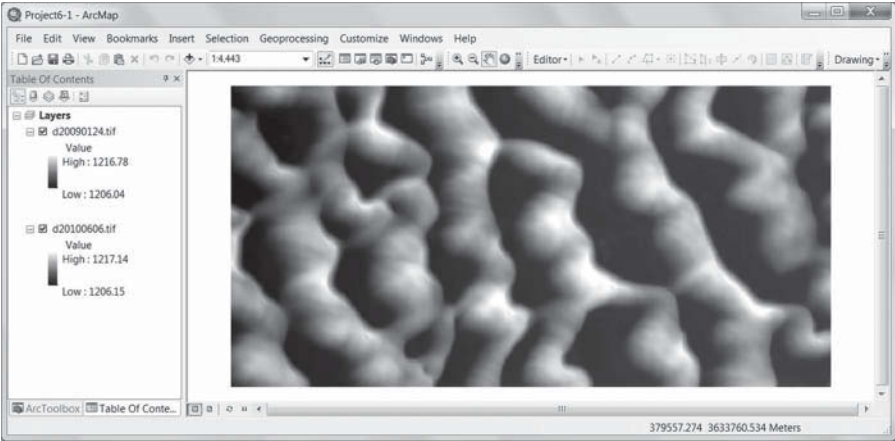 Project6-1 - ArcMap
File Edit View Bookmarks Insert Selection Geoprocessing Customize Windows Help
1:4,443 Editor Drawing
Table Of Contents
Layers
d20090124.tif
Value
High : 1216.78
Low : 1206.04
d20100606.tif
Value
High : 1217.14
Low : 1206.15
ArcToolbox Table Of Conte...
379557.274 3633760.534 Meters